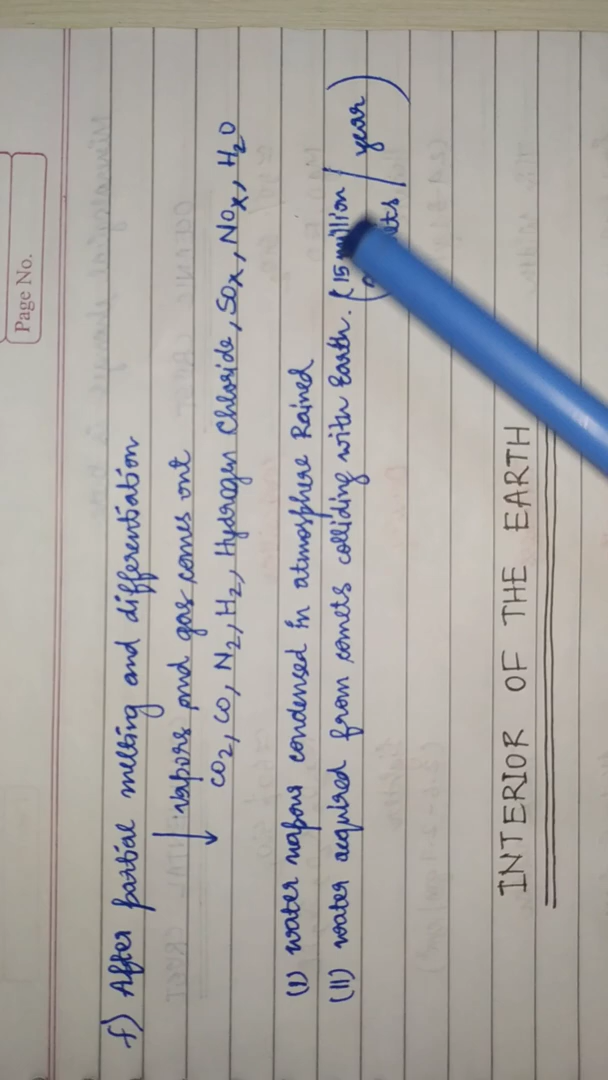 Page No.
f) After partial melting and differentiation
vapors and gas comes out
CO2, CO, N2, H2, Hydrogen Chloride, SOx, NOx, H2O
(I) water vapour condensed in atmosphere Rained
(II) water acquired from comets colliding with Earth. (15 million / year)
INTERIOR OF THE EARTH